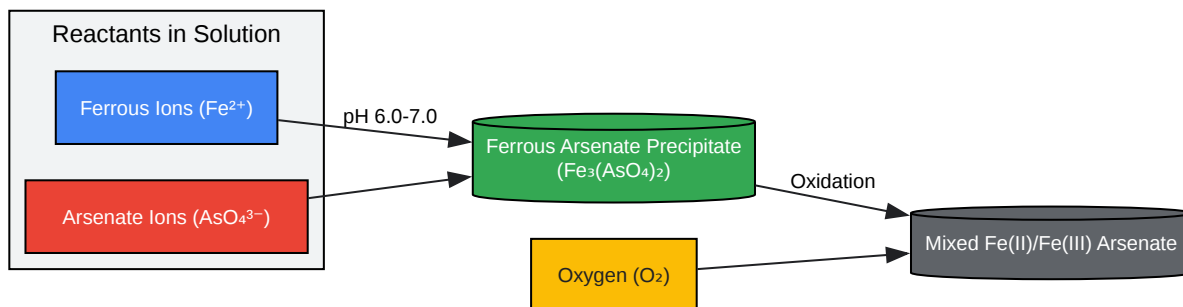 Reactants in Solution
Ferrous Ions (Fe²⁺)
pH 6.0-7.0
Ferrous Arsenate Precipitate
(Fe₃(AsO₄)₂)
Arsenate Ions (AsO₄³⁻)
Oxidation
Mixed Fe(II)/Fe(III) Arsenate
Oxygen (O₂)